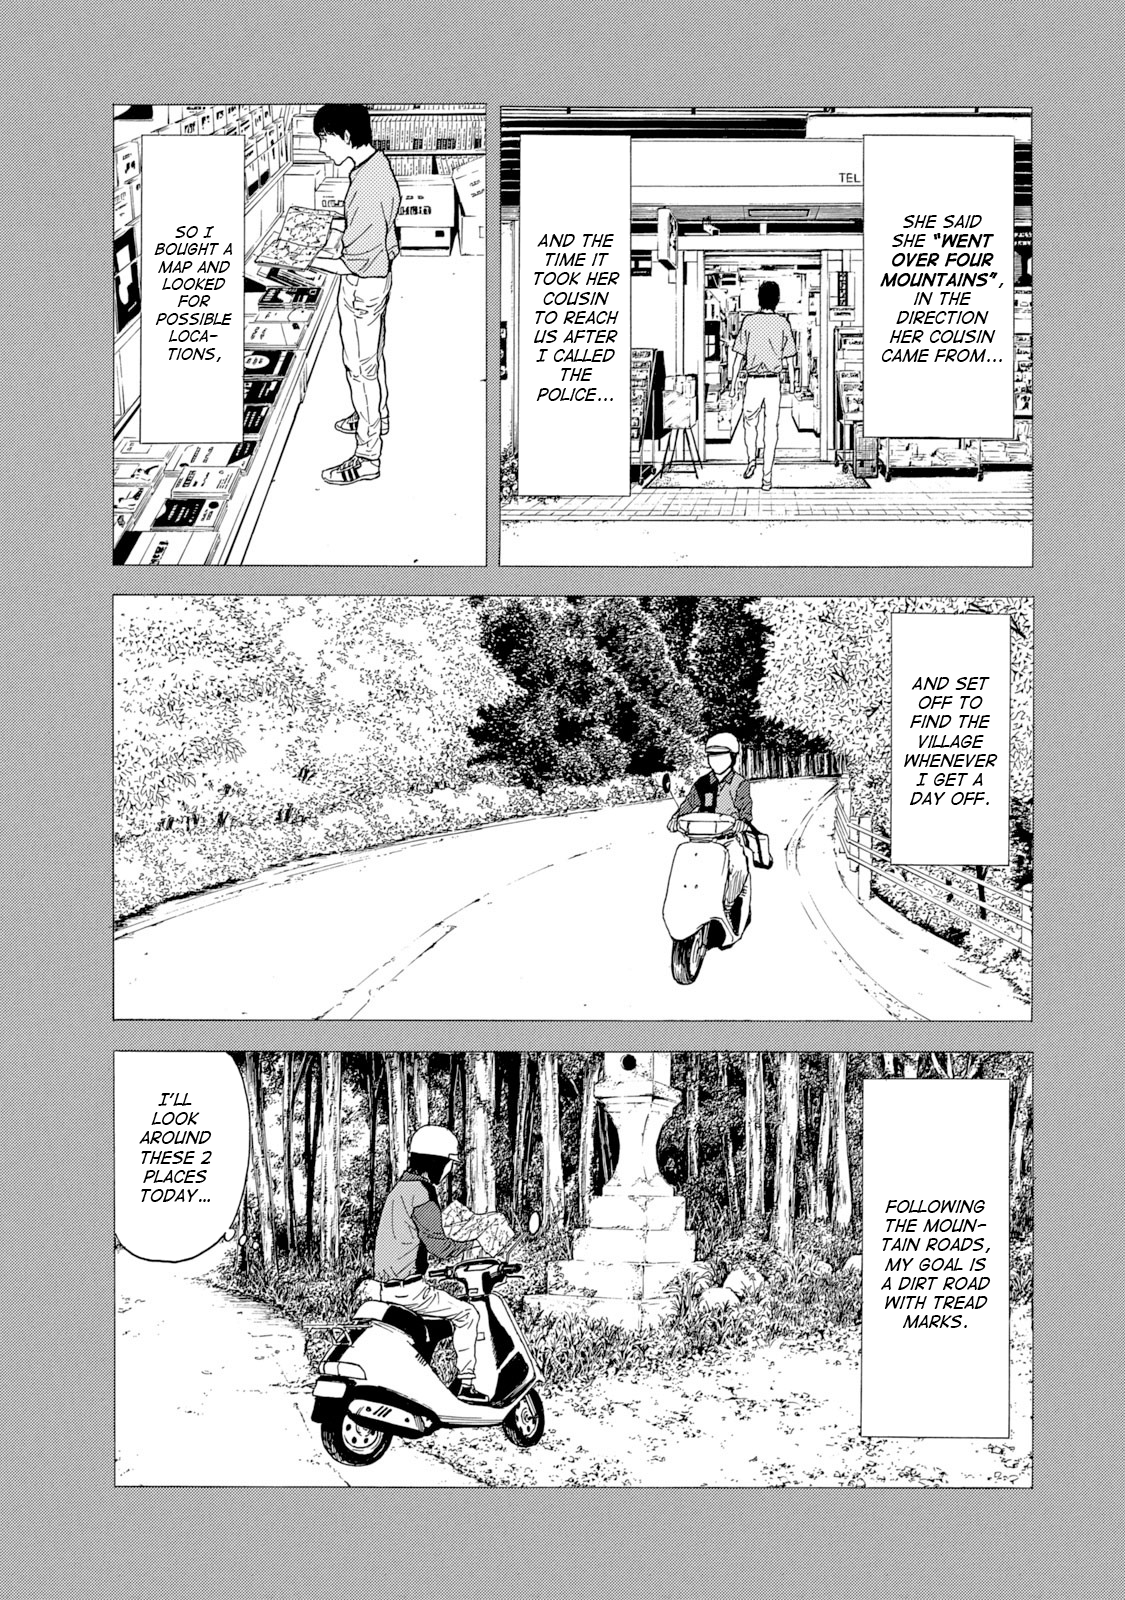 SHE SAID
SHE "WENT
OVER FOUR
MOUNTAINS",
IN THE
DIRECTION
HER COUSIN
CAME FROM...
TEL
AND THE
TIME IT
TOOK HER
COUSIN
TO REACH
US AFTER
I CALLED
THE
POLICE...
SO I
BOUGHT A
MAP AND
LOOKED
FOR
POSSIBLE
LOCA-
TIONS,
AND SET
OFF TO
FIND THE
VILLAGE
WHENEVER
I GET A
DAY OFF.
FOLLOWING
THE MOUN-
TAIN ROADS,
MY GOAL IS
A DIRT ROAD
WITH TREAD
MARKS.
I'LL
LOOK
AROUND
THESE 2
PLACES
TODAY...